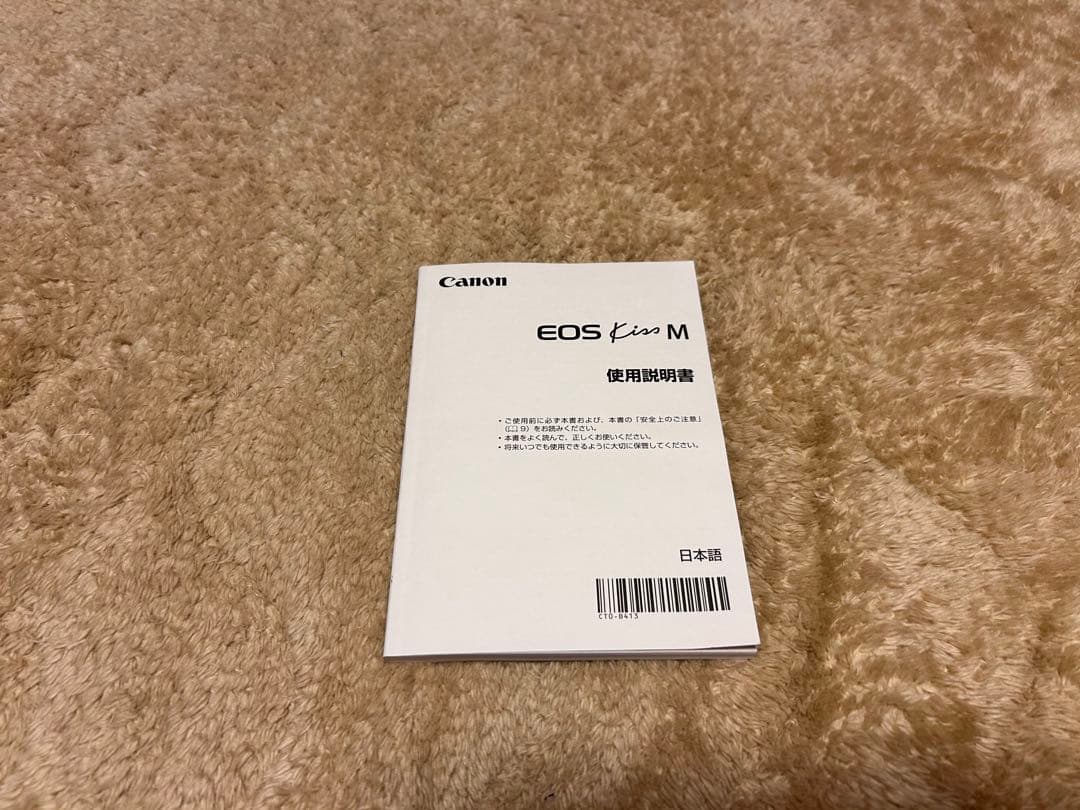 Canon
EOS Kiss M
使用説明書
・ご使用前に必ず本書および、本書の「安全上のご注意」
（📖9）をお読みください。
・本書をよく読んで、正しくお使いください。
・将来いつでも使用できるように大切に保管してください。
日本語
CT0-B413